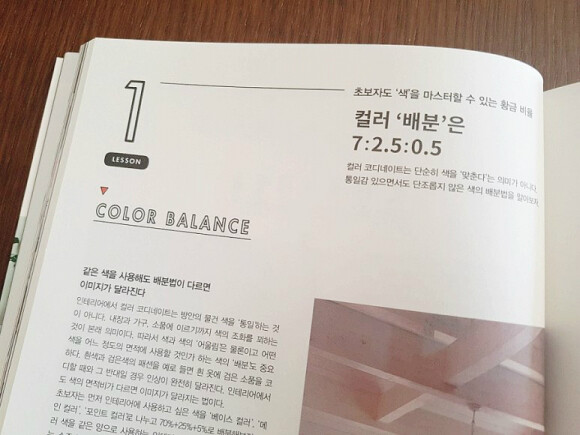 1
LESSON
초보자도 '색'을 마스터할 수 있는 황금 비율
컬러 '배분'은
7:2.5:0.5
컬러 코디네이트는 단순히 색을 '맞춘다'는 의미가 아니다.
통일감 있으면서도 단조롭지 않은 색의 배분법을 알아보자
COLOR BALANCE
같은 색을 사용해도 배분법이 다르면
이미지가 달라진다
인테리어에서 컬러 코디네이트는 방안의 물건 색을 '통일'하는 것
이 아니다. 내장과 가구, 소품에 이르기까지 색의 조화를 꾀하는
것이 본래 의미이다. 따라서 색과 색의 '어울림'은 물론이고 어떤
색을 어느 정도의 면적에 사용할 것인가 하는 색의 '배분'도 중요
하다. 흰색과 검은색의 패션을 예로 들면 흰 옷에 검은 소품을 코
디할 때와 그 반대일 경우 인상이 완전히 달라진다. 인테리어에서
도 색의 면적비가 다르면 이미지가 달라지는 법이다.
초보자는 먼저 인테리어에 사용하고 싶은 색을 '베이스 컬러', '메
인 컬러', '포인트 컬러'로 나누고 70%+25%+5%로 배분해
러 색을 같은 양으로 사용하는